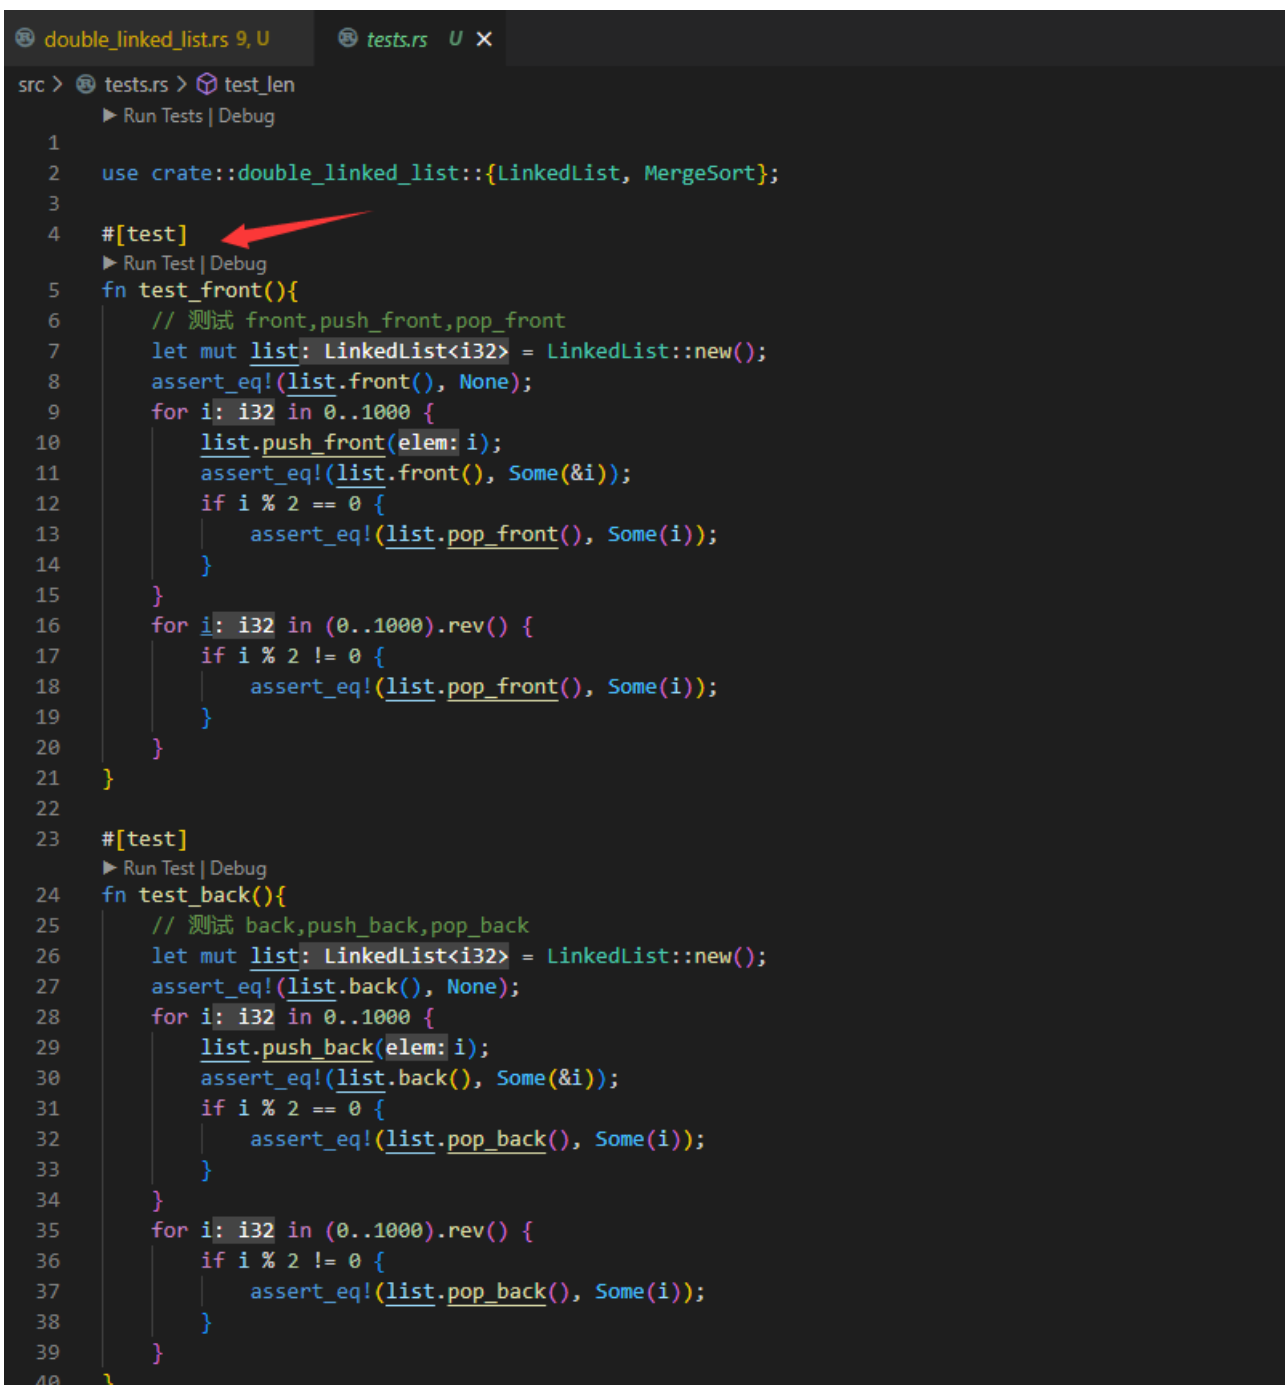 double_linked_list.rs 9, U tests.rs U ×
src > tests.rs > test_len
▶ Run Tests | Debug
1
2 use crate::double_linked_list::{LinkedList, MergeSort};
3
4 #[test]
▶ Run Test | Debug
5 fn test_front(){
6 // 测试 front,push_front,pop_front
7 let mut list: LinkedList<i32> = LinkedList::new();
8 assert_eq!(list.front(), None);
9 for i: i32 in 0..1000 {
10 list.push_front(elem: i);
11 assert_eq!(list.front(), Some(&i));
12 if i % 2 == 0 {
13 assert_eq!(list.pop_front(), Some(i));
14 }
15 }
16 for i: i32 in (0..1000).rev() {
17 if i % 2 != 0 {
18 assert_eq!(list.pop_front(), Some(i));
19 }
20 }
21 }
22
23 #[test]
▶ Run Test | Debug
24 fn test_back(){
25 // 测试 back,push_back,pop_back
26 let mut list: LinkedList<i32> = LinkedList::new();
27 assert_eq!(list.back(), None);
28 for i: i32 in 0..1000 {
29 list.push_back(elem: i);
30 assert_eq!(list.back(), Some(&i));
31 if i % 2 == 0 {
32 assert_eq!(list.pop_back(), Some(i));
33 }
34 }
35 for i: i32 in (0..1000).rev() {
36 if i % 2 != 0 {
37 assert_eq!(list.pop_back(), Some(i));
38 }
39 }
40 }